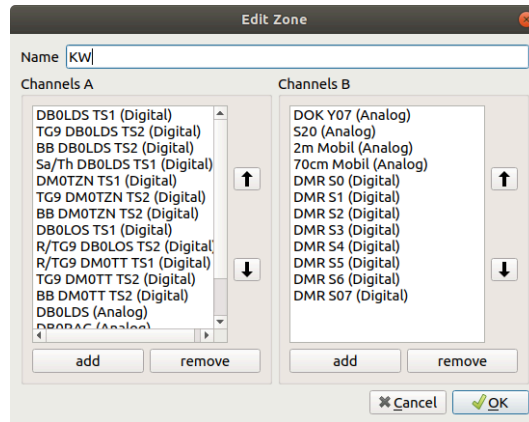 Edit Zone
Name KW
Channels A
DB0LDS TS1 (Digital)
TG9 DB0LDS TS2 (Digital)
BB DB0LDS TS2 (Digital)
Sa/Th DB0LDS TS1 (Digital)
DM0TZN TS1 (Digital)
TG9 DM0TZN TS2 (Digital)
BB DM0TZN TS2 (Digital)
DB0LOS TS1 (Digital)
R/TG9 DB0LOS TS2 (Digital
R/TG9 DM0TT TS1 (Digital)
TG9 DM0TT TS2 (Digital)
BB DM0TT TS2 (Digital)
DB0LDS (Analog)
add remove
Channels B
DOK Y07 (Analog)
S20 (Analog)
2m Mobil (Analog)
70cm Mobil (Analog)
DMR S0 (Digital)
DMR S1 (Digital)
DMR S2 (Digital)
DMR S3 (Digital)
DMR S4 (Digital)
DMR S5 (Digital)
DMR S6 (Digital)
DMR S07 (Digital)
add remove
Cancel OK